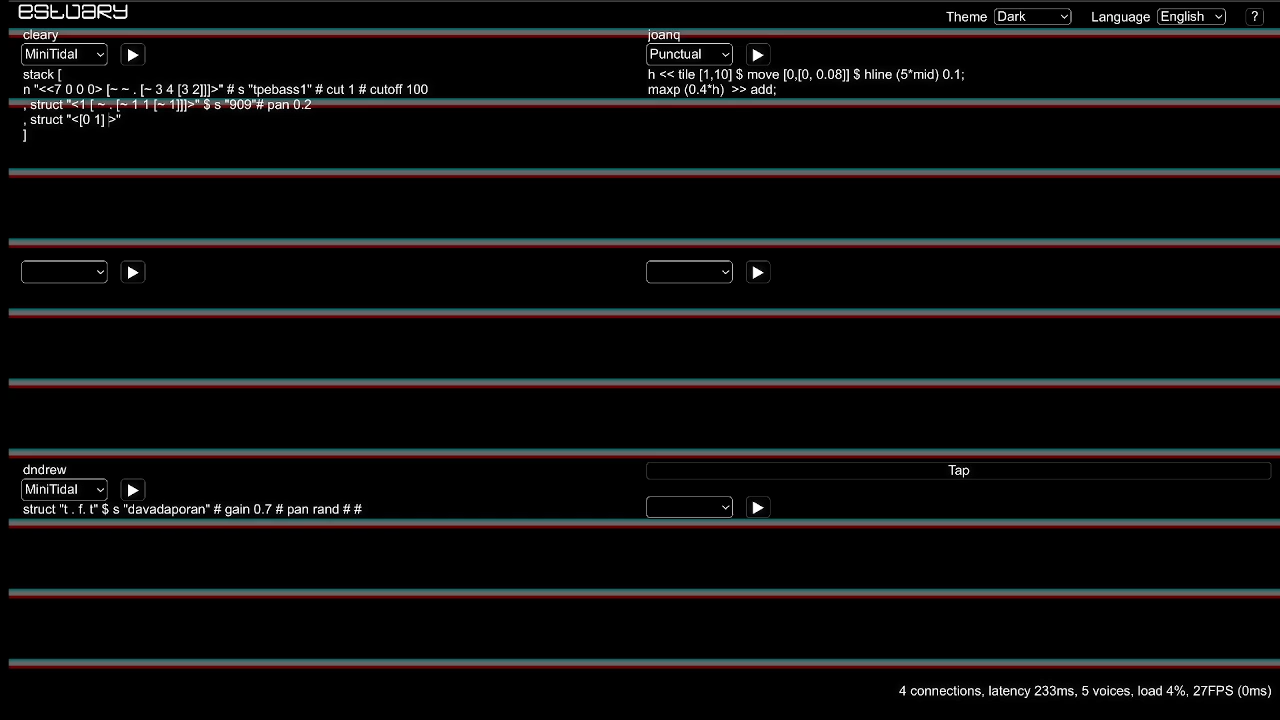 estuary
Theme Dark Language English ?
cleary
MiniTidal
stack [
n "<<7 0 0 0> [~ ~ . [~ 3 4 [3 2]]]>" # s "tpebass1" # cut 1 # cutoff 100
, struct "<1 [ ~ . [~ 1 1 [~ 1]]]>" $ s "909"# pan 0.2
, struct "<[0 1] >"
]
joanq
Punctual
h << tile [1,10] $ move [0,[0, 0.08]] $ hline (5*mid) 0.1;
maxp (0.4*h)  >> add;
dndrew
MiniTidal
struct "t . f. t" $ s "davadaporan" # gain 0.7 # pan rand # #
Tap
4 connections, latency 233ms, 5 voices, load 4%, 27FPS (0ms)